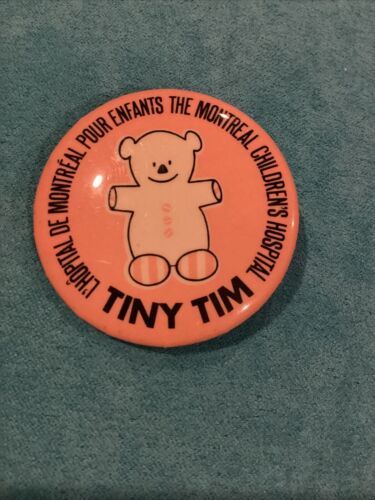 L'HÔPITAL DE MONTRÉAL POUR ENFANTS THE MONTREAL CHILDREN'S HOSPITAL
TINY TIM